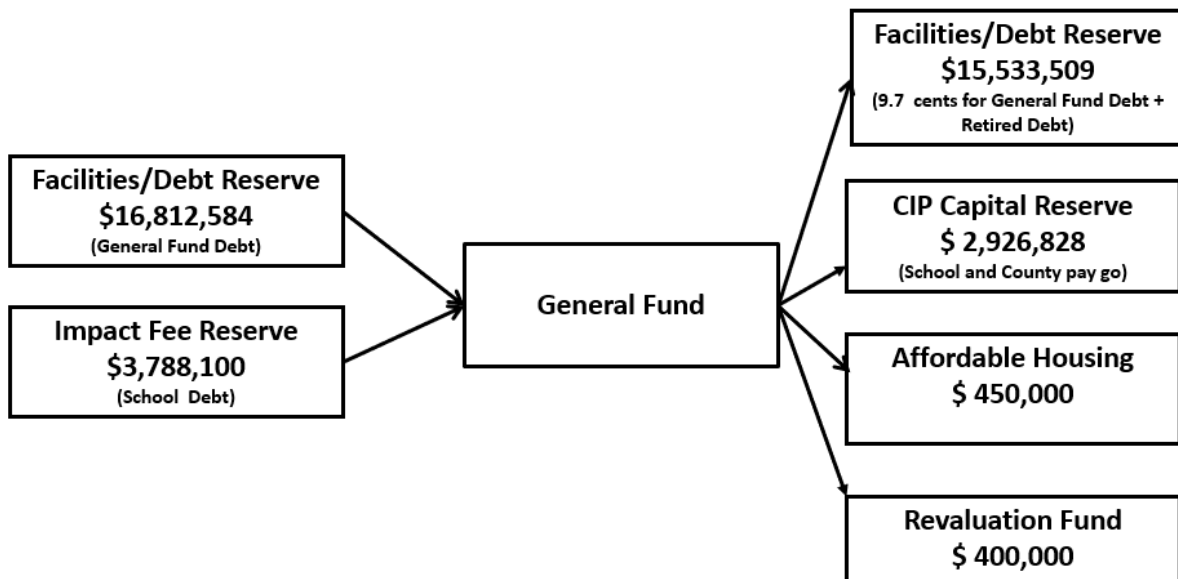 Facilities/Debt Reserve
$16,812,584
(General Fund Debt)
Impact Fee Reserve
$3,788,100
(School Debt)
General Fund
Facilities/Debt Reserve
$15,533,509
(9.7 cents for General Fund Debt +
Retired Debt)
CIP Capital Reserve
$ 2,926,828
(School and County pay go)
Affordable Housing
$ 450,000
Revaluation Fund
$ 400,000